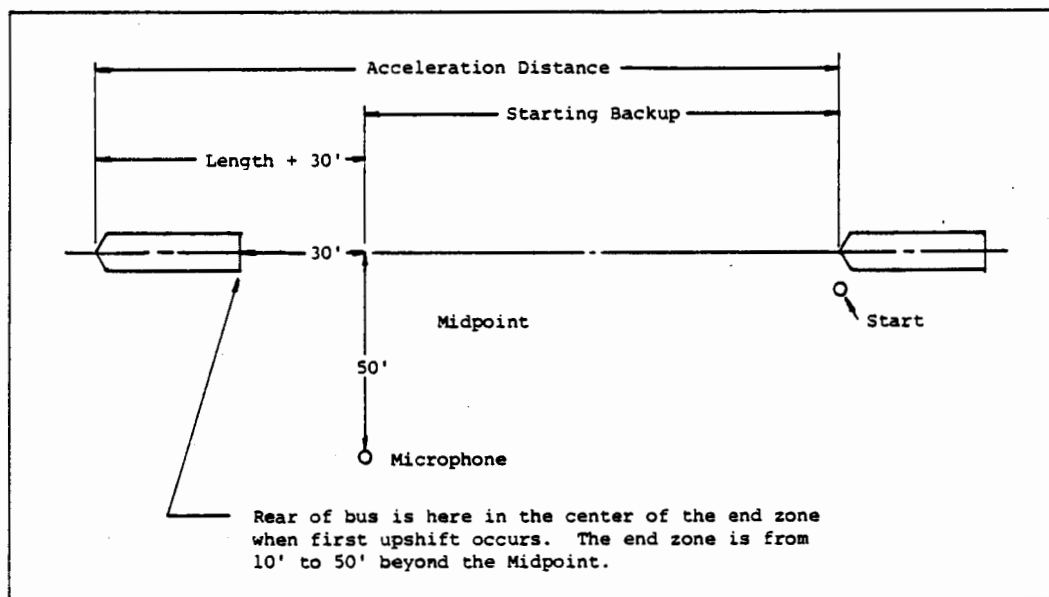 Acceleration Distance
Starting Backup
Length + 30'
30'
Midpoint
Start
50'
Microphone
Rear of bus is here in the center of the end zone
when first upshift occurs. The end zone is from
10' to 50' beyond the Midpoint.